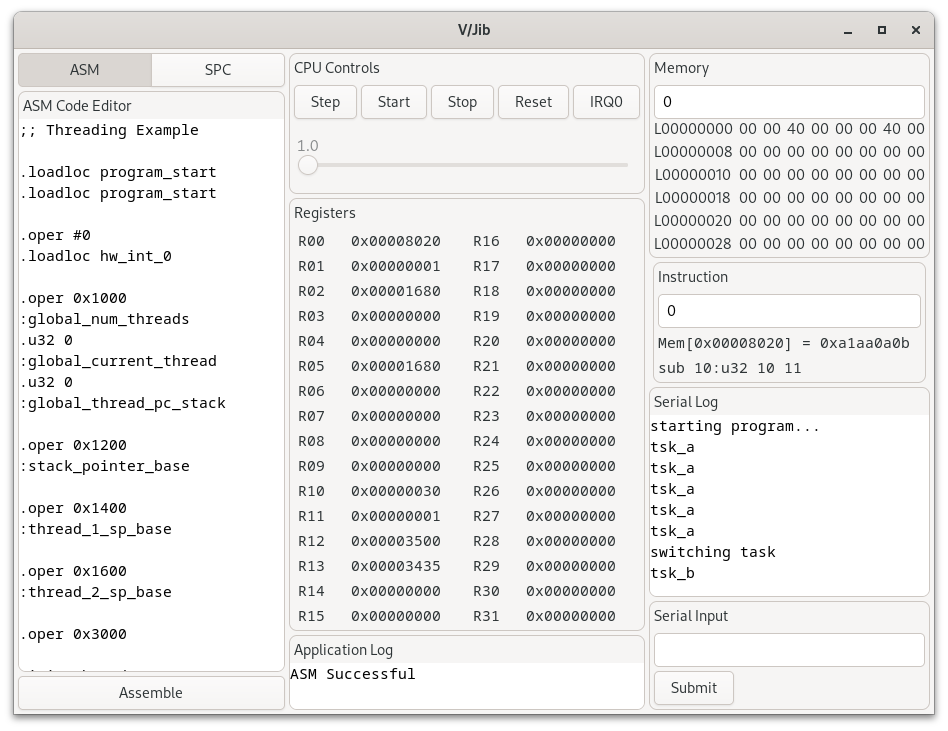 V/Jib
ASM SPC
ASM Code Editor
;; Threading Example
.loadloc program_start
.loadloc program_start
.oper #0
.loadloc hw_int_0
.oper 0x1000
:global_num_threads
.u32 0
:global_current_thread
.u32 0
:global_thread_pc_stack
.oper 0x1200
:stack_pointer_base
.oper 0x1400
:thread_1_sp_base
.oper 0x1600
:thread_2_sp_base
.oper 0x3000
Assemble
CPU Controls
Step Start Stop Reset IRQ0
1.0
Registers
R00 0x00008020 R16 0x00000000
R01 0x00000001 R17 0x00000000
R02 0x00001680 R18 0x00000000
R03 0x00000000 R19 0x00000000
R04 0x00000000 R20 0x00000000
R05 0x00001680 R21 0x00000000
R06 0x00000000 R22 0x00000000
R07 0x00000000 R23 0x00000000
R08 0x00000000 R24 0x00000000
R09 0x00000000 R25 0x00000000
R10 0x00000030 R26 0x00000000
R11 0x00000001 R27 0x00000000
R12 0x00003500 R28 0x00000000
R13 0x00003435 R29 0x00000000
R14 0x00000000 R30 0x00000000
R15 0x00000000 R31 0x00000000
Application Log
ASM Successful
Memory
0
L00000000 00 00 40 00 00 00 40 00
L00000008 00 00 00 00 00 00 00 00
L00000010 00 00 00 00 00 00 00 00
L00000018 00 00 00 00 00 00 00 00
L00000020 00 00 00 00 00 00 00 00
L00000028 00 00 00 00 00 00 00 00
Instruction
0
Mem[0x00008020] = 0xa1aa0a0b
sub 10:u32 10 11
Serial Log
starting program...
tsk_a
tsk_a
tsk_a
tsk_a
tsk_a
switching task
tsk_b
Serial Input
Submit